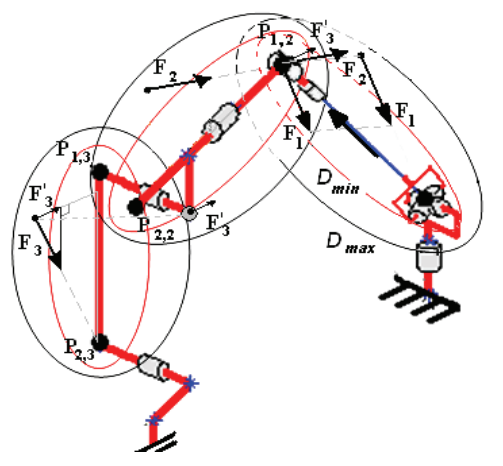 P1,2
F'3
F2
F2
F1
F1
P1,3
Dmin
F'3
P2,2
F'3
Dmax
F3
P2,3